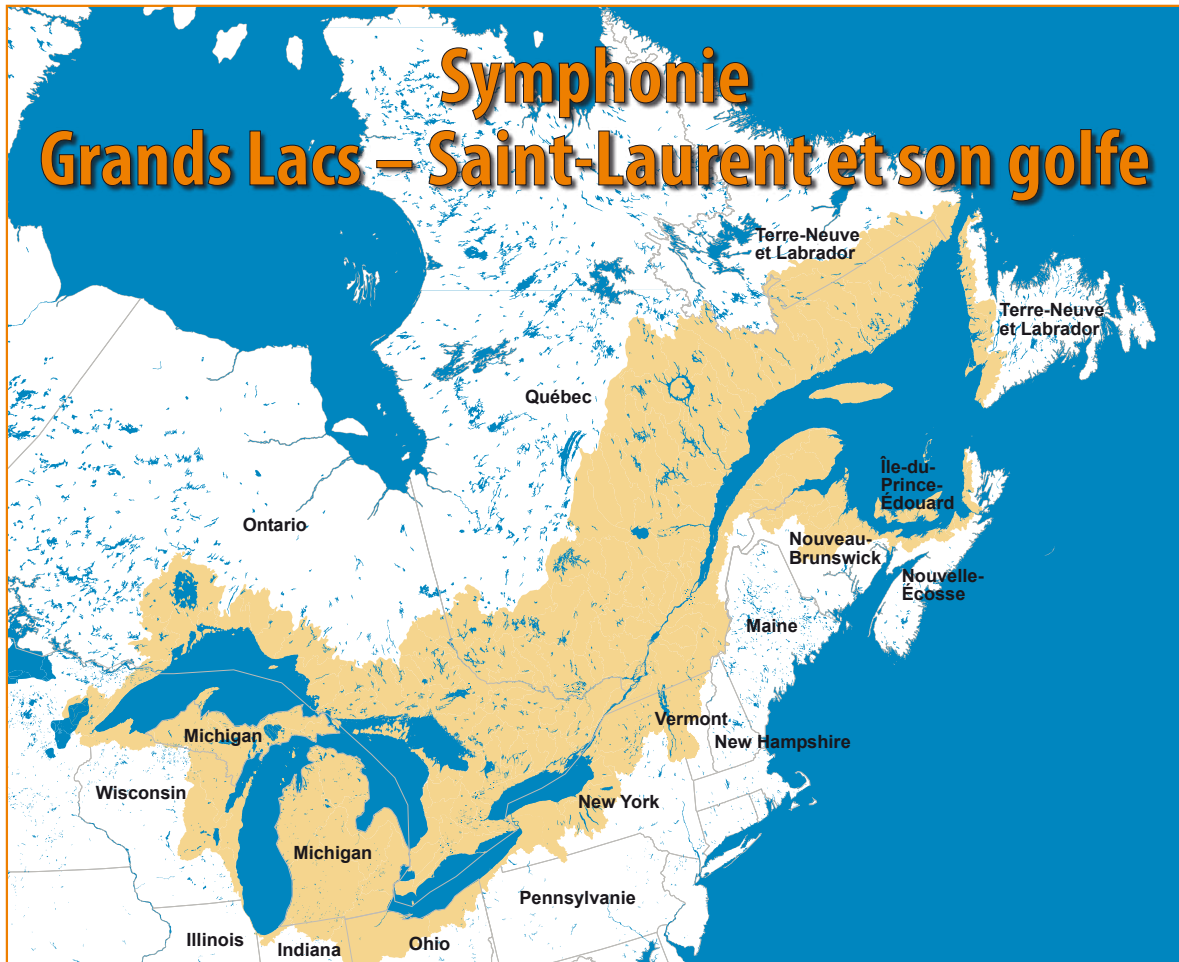 Symphonie
Grands Lacs – Saint-Laurent et son golfe
Terre-Neuve
et Labrador
Terre-Neuve
et Labrador
Québec
Île-du-
Prince-
Édouard
Ontario
Nouveau-
Brunswick
Nouvelle-
Écosse
Maine
Vermont
Michigan
New Hampshire
Wisconsin
New York
Michigan
Pennsylvanie
Illinois
Indiana
Ohio